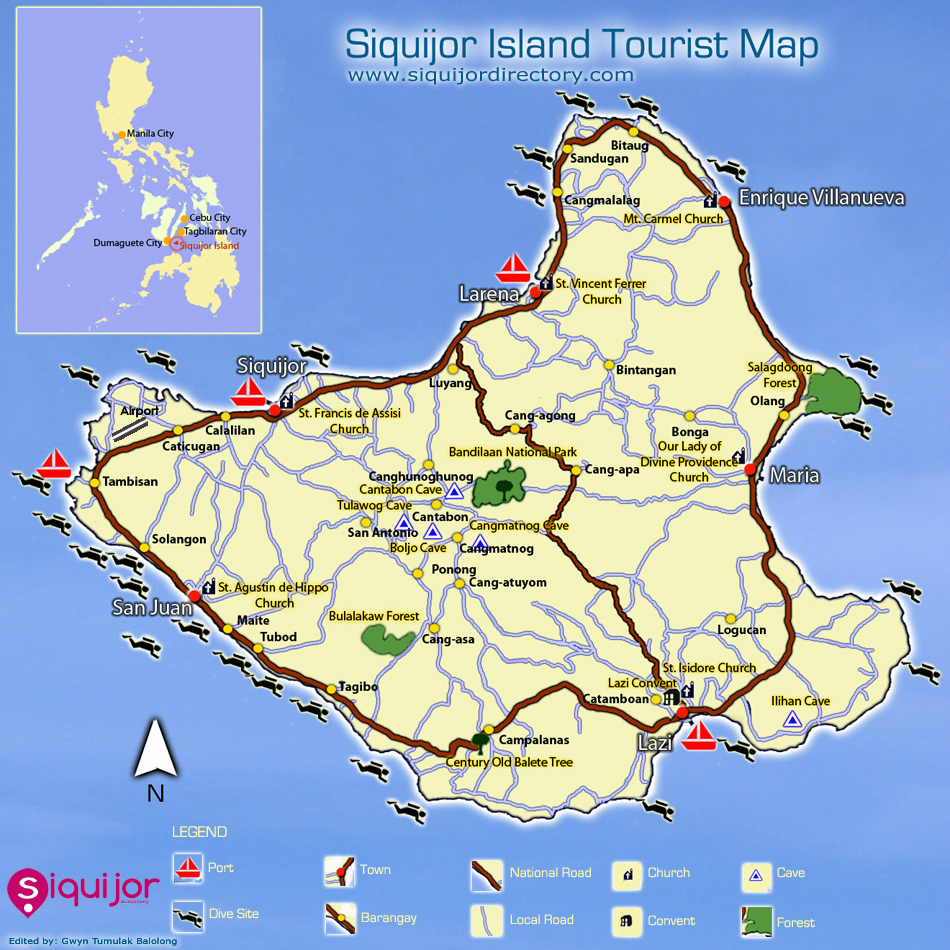 Siquijor Island Tourist Map
www.siquijordirectory.com
Manila City
Cebu City
Tagbilaran City
Dumaguete City
Siquijor Island
Bitaug
Sandugan
Cangmalalag
Enrique Villanueva
Mt. Carmel Church
Larena
St. Vincent Ferrer
Church
Siquijor
Luyang
Bintangan
Salagdoong
Forest
Olang
Airport
Calalilan
Caticugan
St. Francis de Assisi
Church
Cang-agong
Bonga
Our Lady of
Divine Providence
Church
Maria
Bandilaan National Park
Cang-apa
Canghunoghunog
Cantabon Cave
Tambisan
Tulawog Cave
Cantabon
San Antonio
Cangmatnog Cave
Boljo Cave
Cangmatnog
Solangon
Ponong
Cang-atuyom
St. Agustin de Hippo
Church
San Juan
Maite
Tubod
Bulalakaw Forest
Cang-asa
Logucan
St. Isidore Church
Lazi Convent
Catamboan
Tagibo
Ilihan Cave
Lazi
Campalanas
Century Old Balete Tree
N
LEGEND
Port
Town
National Road
Church
Cave
Dive Site
Barangay
Local Road
Convent
Forest
Siquijor
Edited by: Gwyn Tumulak Balolong